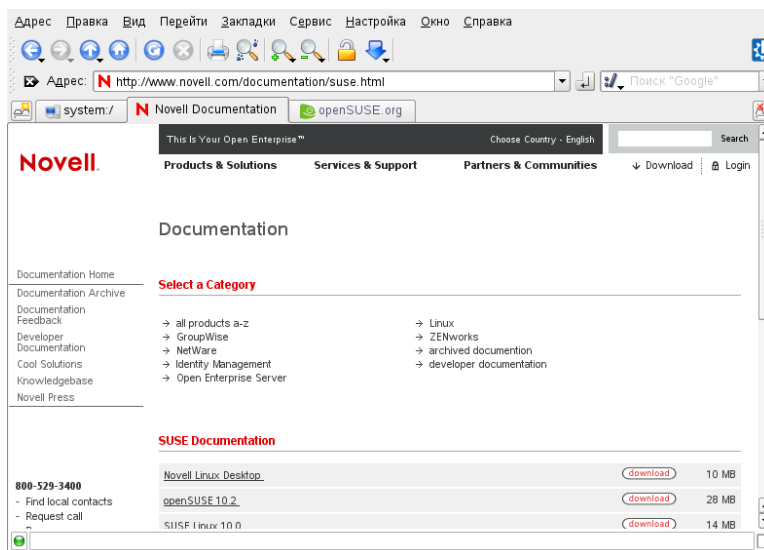 Адрес Правка Вид Перейти Закладки Сервис Настройка Окно Справка
Адрес: N http://www.novell.com/documentation/suse.html Поиск "Google"
system:/ N Novell Documentation openSUSE.org
This Is Your Open Enterprise™ Choose Country - English Search
Novell.
Products & Solutions Services & Support Partners & Communities Download Login
Documentation
Documentation Home
Documentation Archive
Documentation
Feedback
Developer
Documentation
Cool Solutions
Knowledgebase
Novell Press
Select a Category
→ all products a-z
→ GroupWise
→ NetWare
→ Identity Management
→ Open Enterprise Server
→ Linux
→ ZENworks
→ archived documention
→ developer documentation
SUSE Documentation
Novell Linux Desktop download 10 MB
openSUSE 10.2 download 28 MB
SUSE Linux 10.0 download 14 MB
800-529-3400
- Find local contacts
- Request call